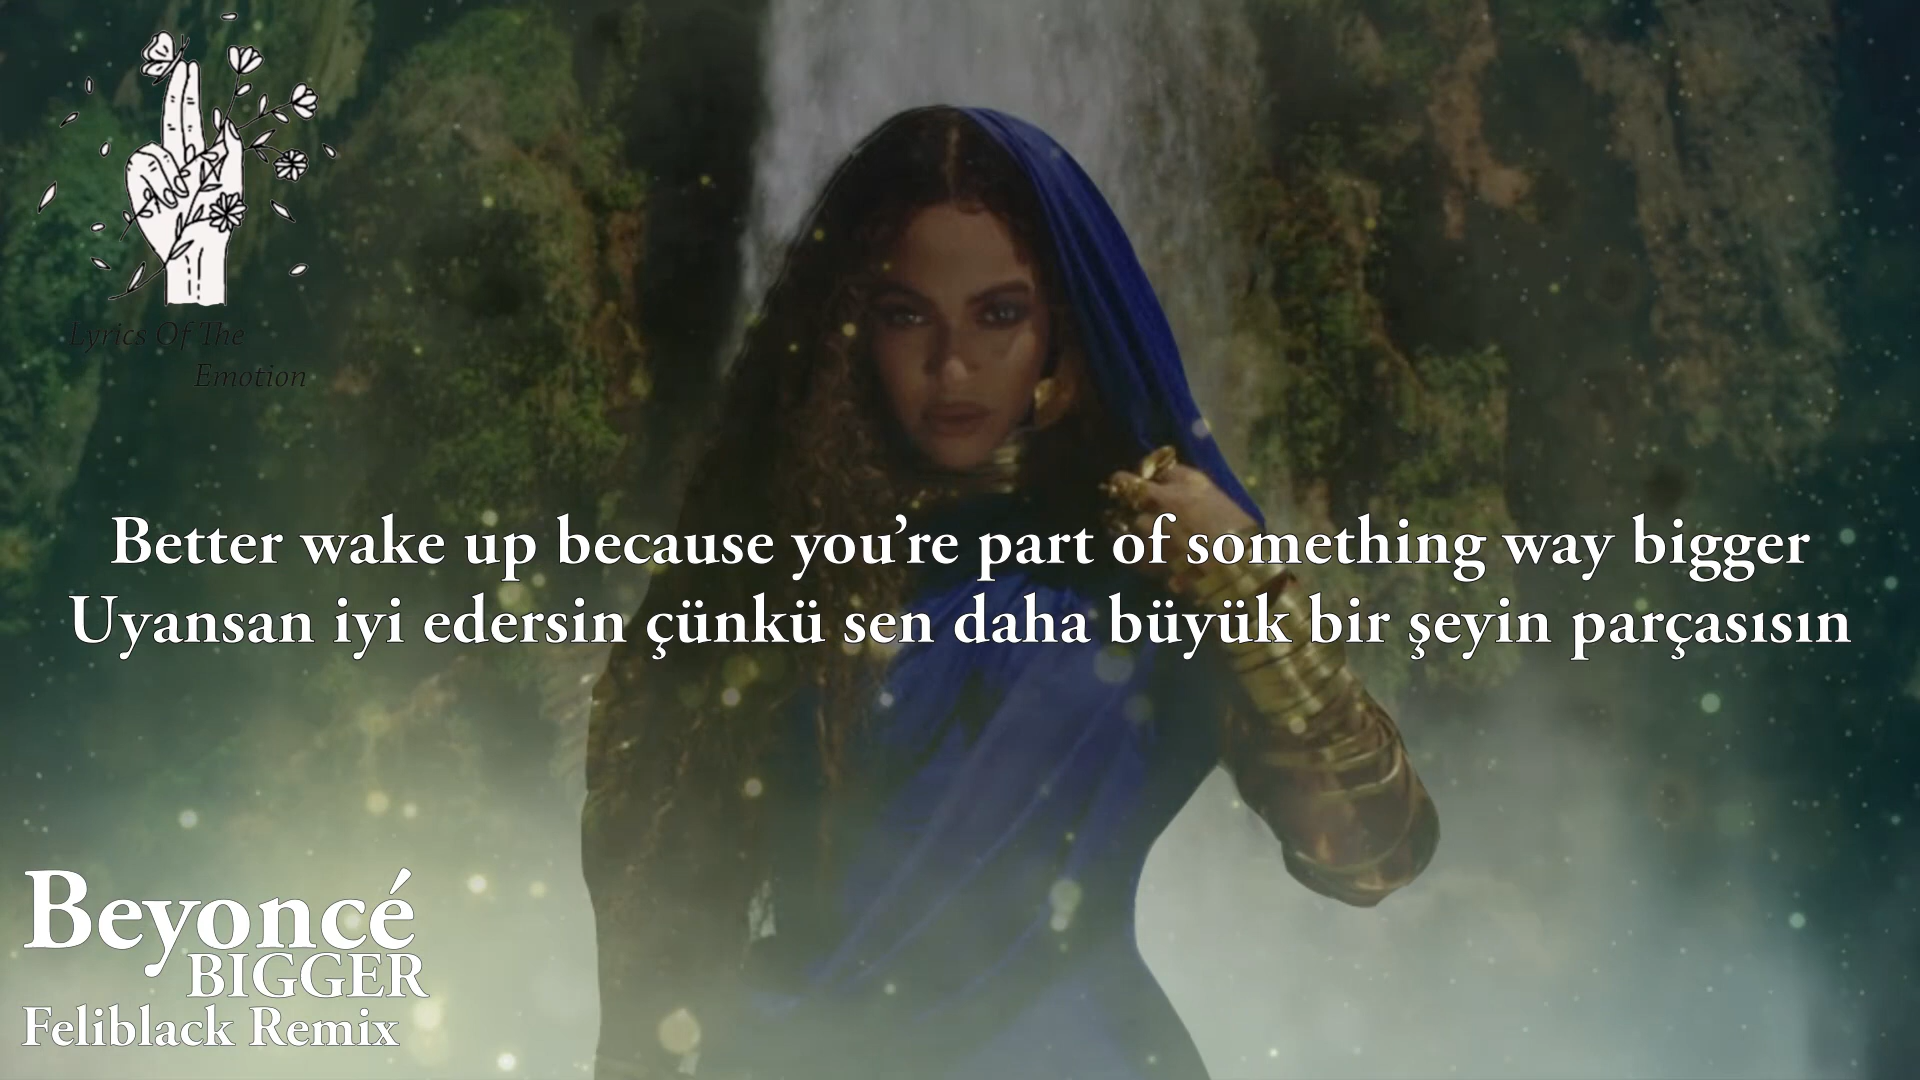 Lyrics Of The
Emotion
Better wake up because you’re part of something way bigger
Uyansan iyi edersin çünkü sen daha büyük bir şeyin parçasısın
Beyoncé
BIGGER
Feliblack Remix